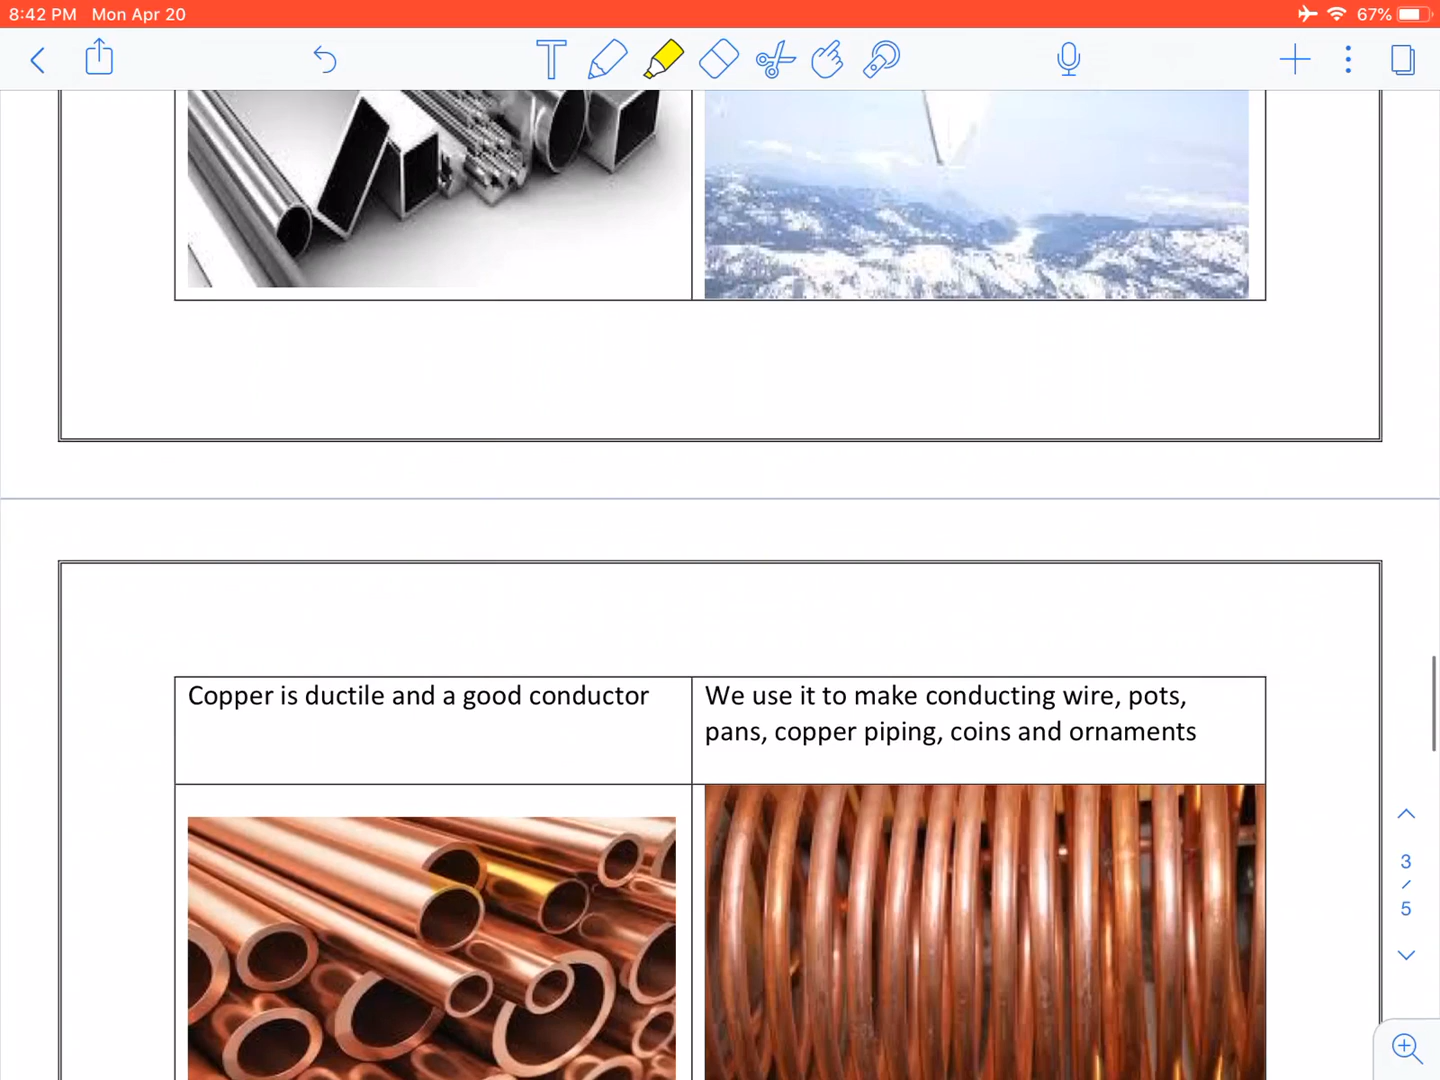 8:42 PM Mon Apr 20
67%
T
Copper is ductile and a good conductor
We use it to make conducting wire, pots,
pans, copper piping, coins and ornaments
3
/
5